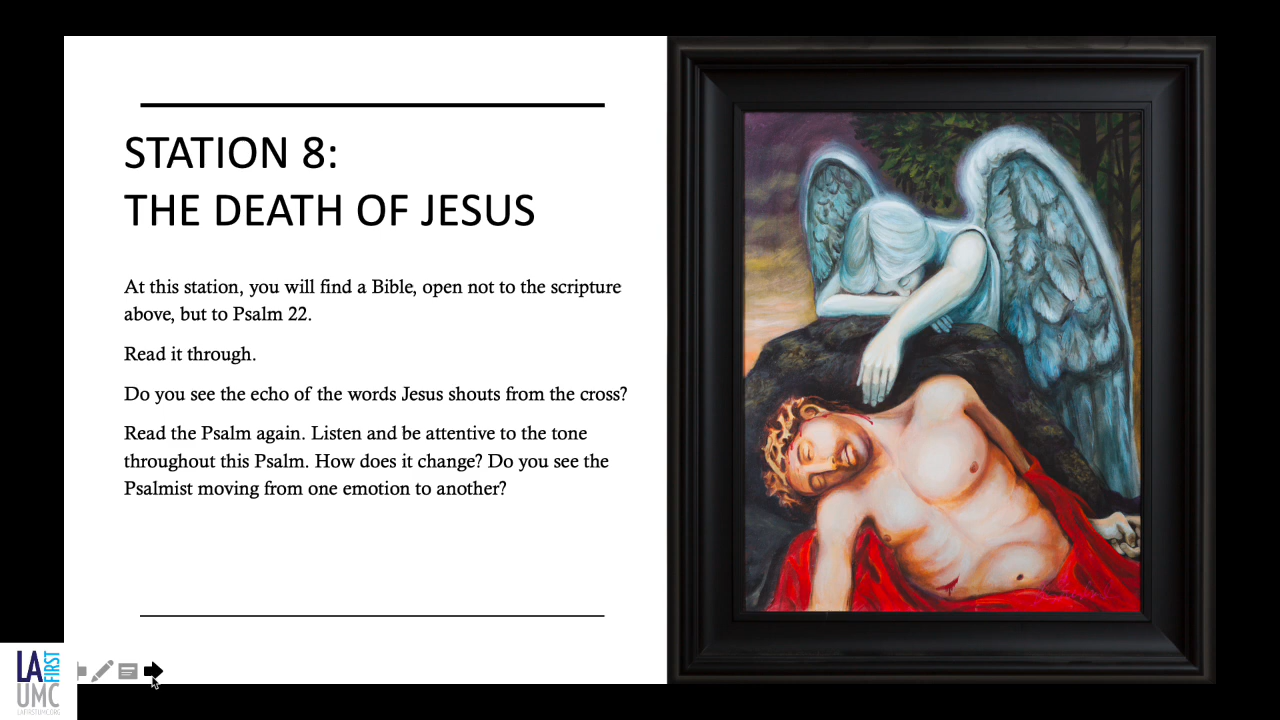 STATION 8:
THE DEATH OF JESUS
At this station, you will find a Bible, open not to the scripture
above, but to Psalm 22.
Read it through.
Do you see the echo of the words Jesus shouts from the cross?
Read the Psalm again. Listen and be attentive to the tone
throughout this Psalm. How does it change? Do you see the
Psalmist moving from one emotion to another?
LA FIRST
UMC
LAFIRSTUMC.ORG